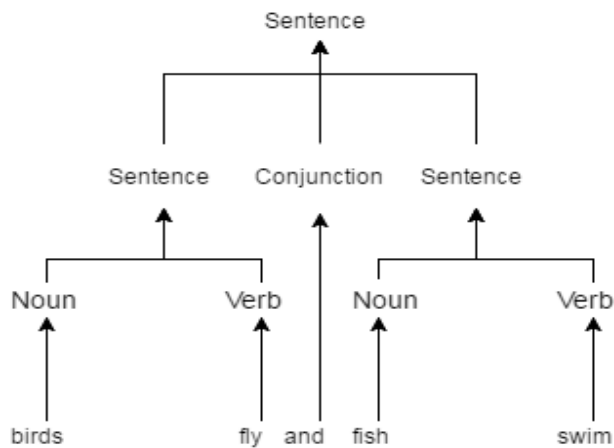 Sentence
Sentence Conjunction Sentence
Noun Verb Noun Verb
birds fly and fish swim